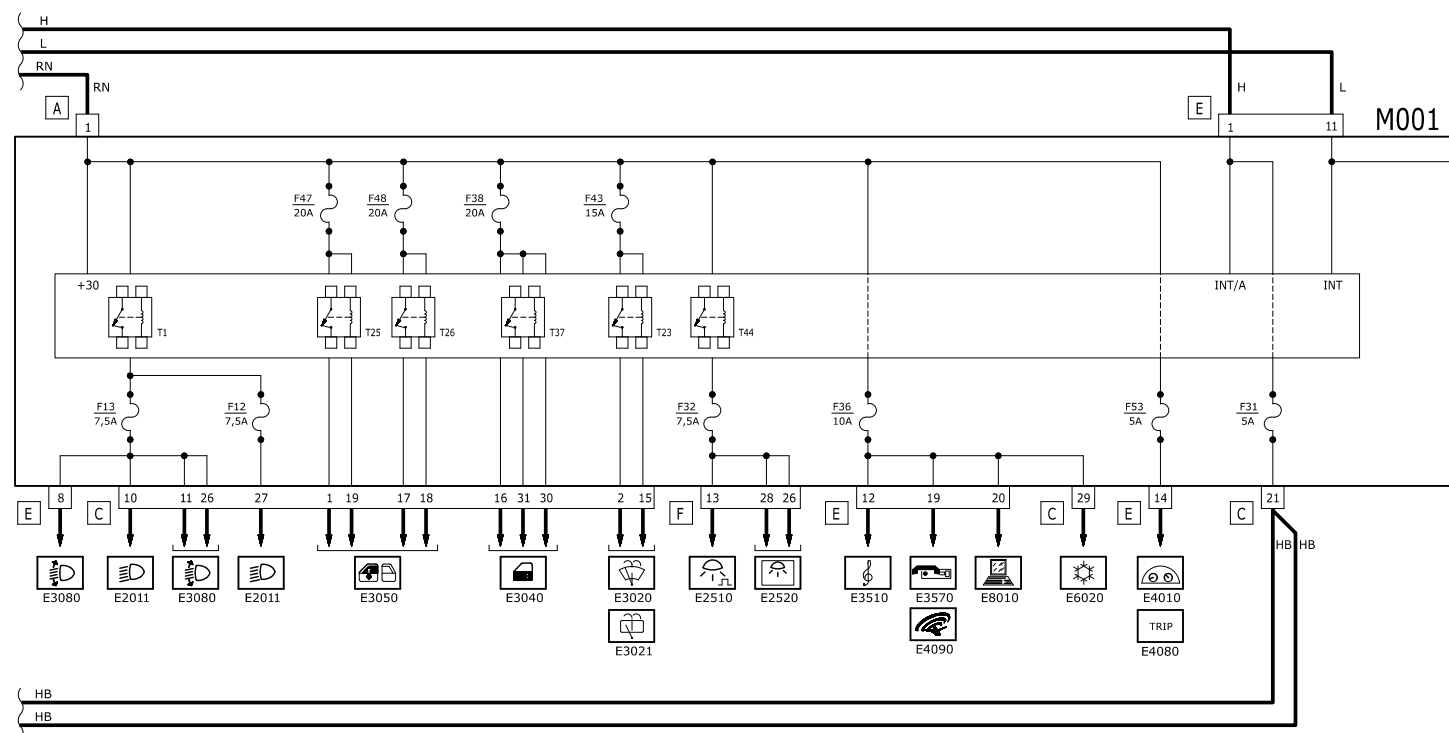 H
L
RN
RN
H
L
A
E
1
1
11
M001
F47
20A
F48
20A
F38
20A
F43
15A
+30
INT/A
INT
T1
T25
T26
T37
T23
T44
F13
7,5A
F12
7,5A
F32
7,5A
F36
10A
F53
5A
F31
5A
8
10
11
26
27
1
19
17
18
16
31
30
2
15
13
28
26
12
19
20
29
14
21
E
C
F
E
C
E
C
HB
HB
E3080
E2011
E3080
E2011
E3050
E3040
E3020
E2510
E2520
E3510
E3570
E8010
E6020
E4010
TRIP
E3021
E4090
E4080
HB
HB